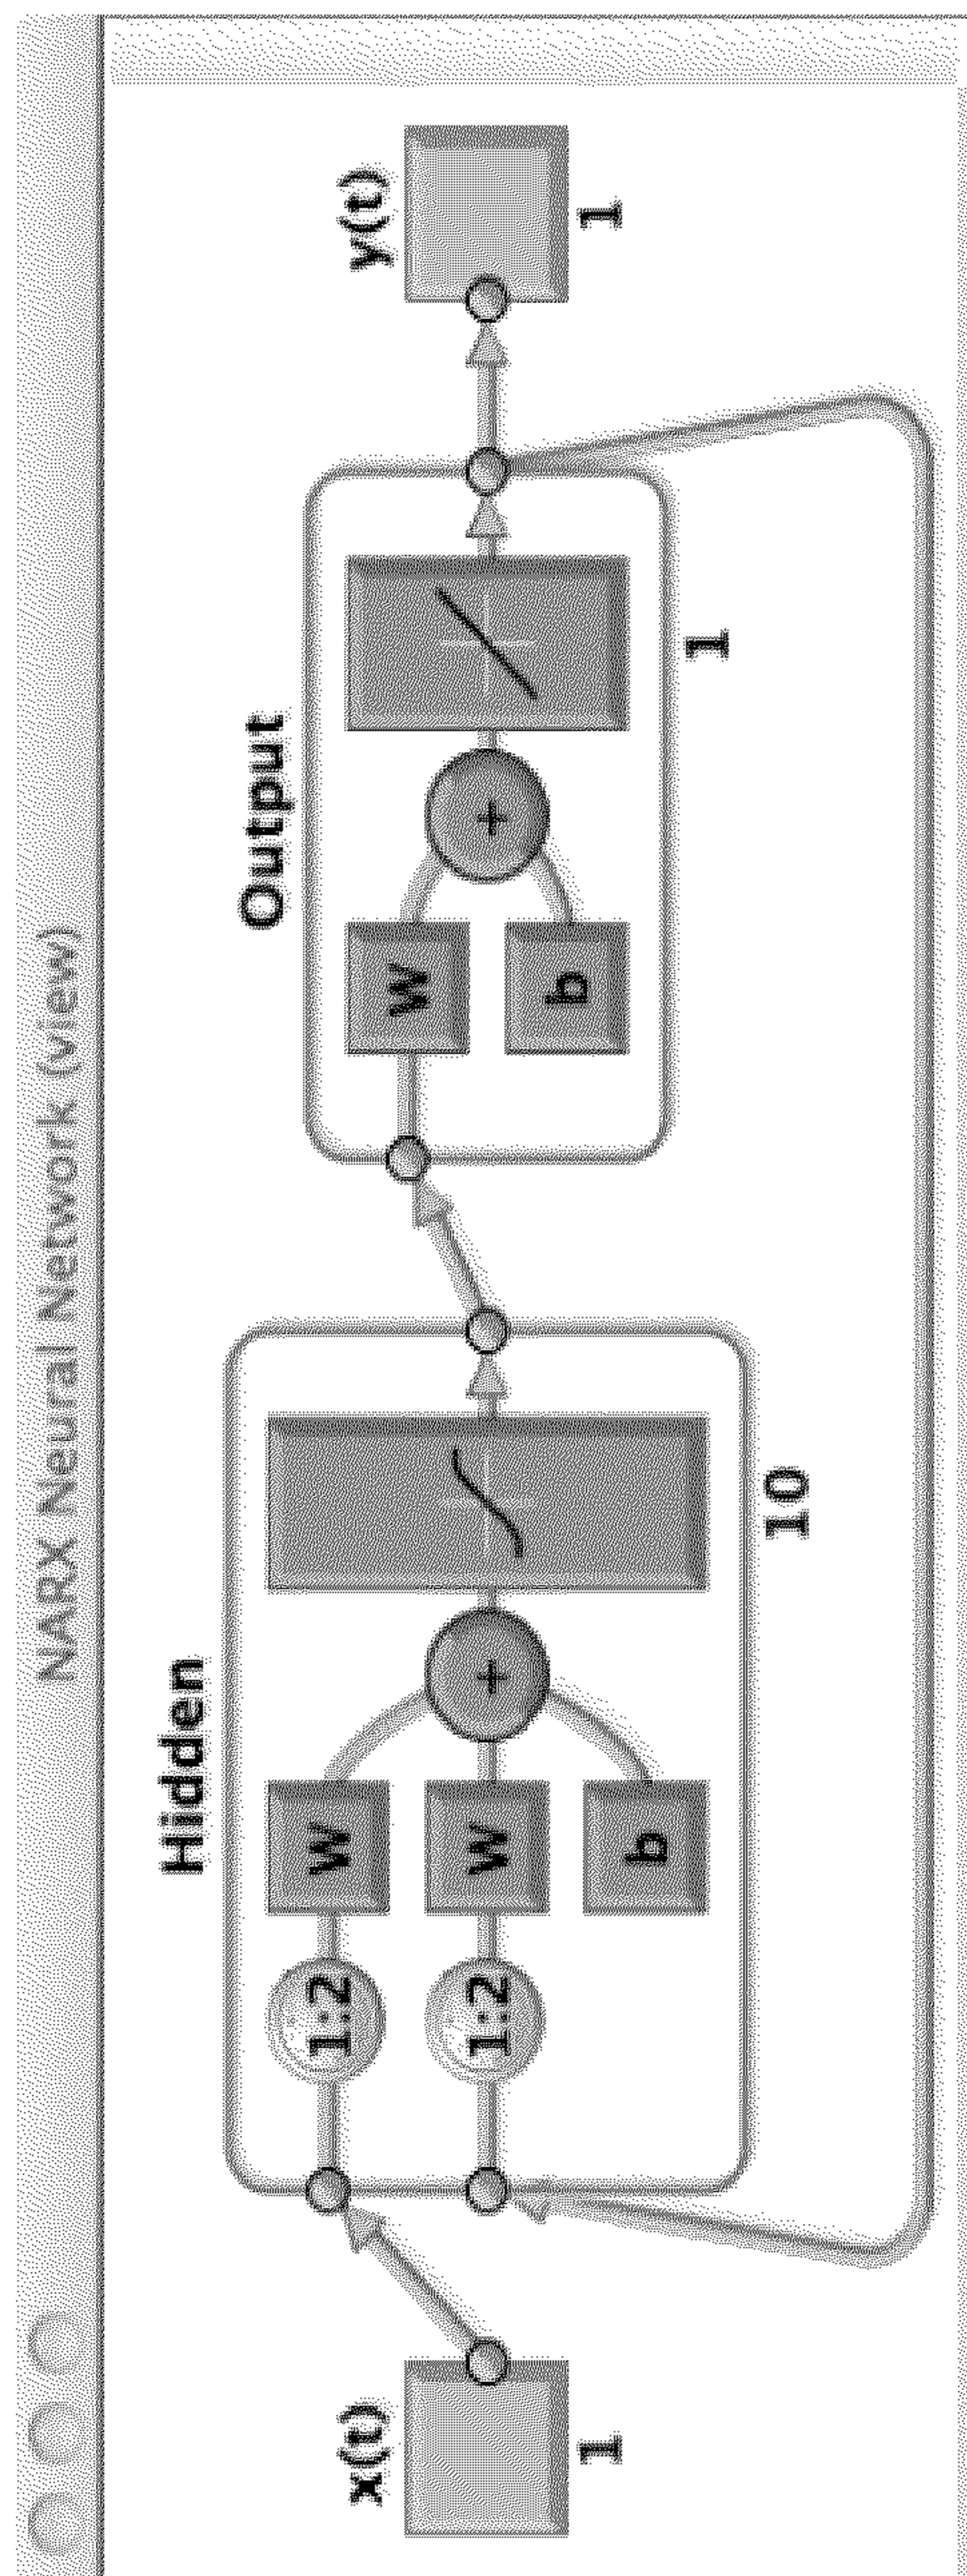 NARX Neural Network (view)
Hidden
Output
x(t)
1
1:2
W
1:2
W
b
+
10
W
b
+
1
y(t)
1